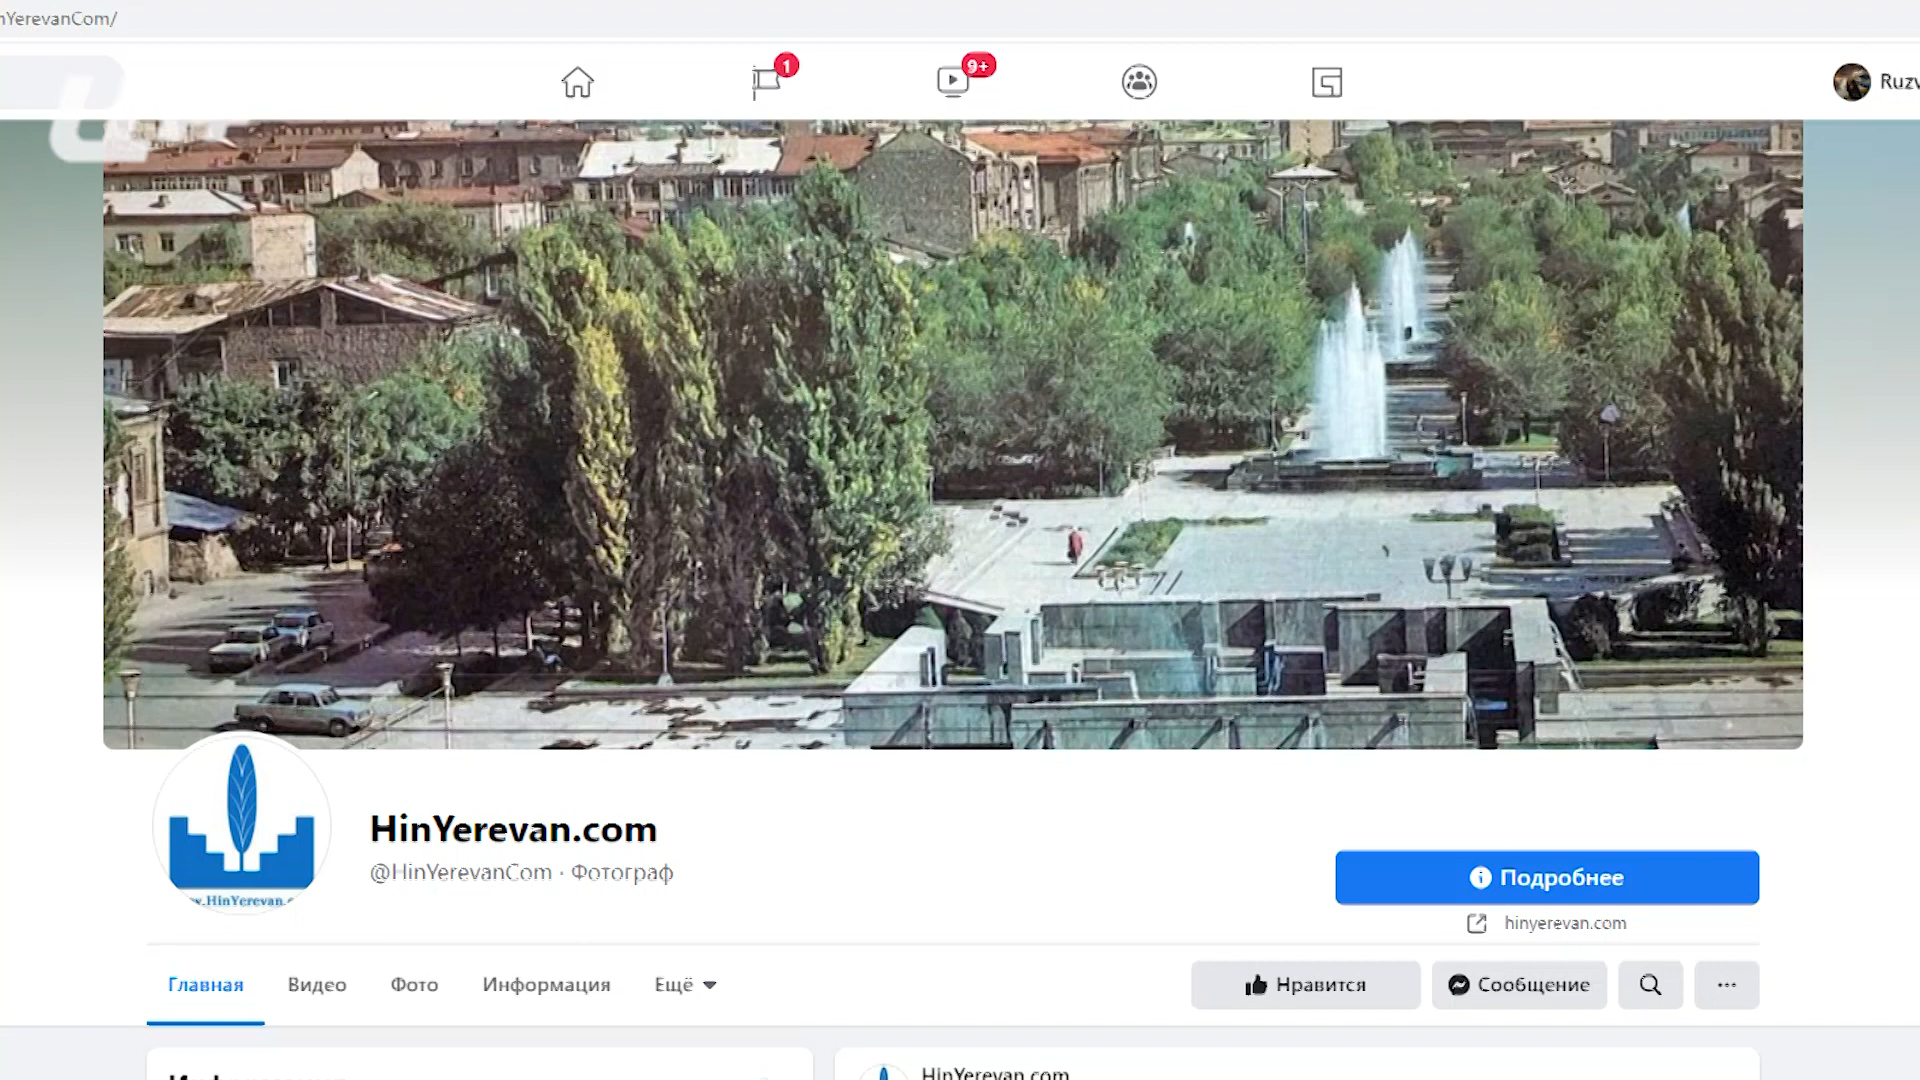 nYerevanCom/
1
9+
Ruzv
HinYerevan.com
@HinYerevanCom · Фотограф
w.HinYerevan.c
Подробнее
hinyerevan.com
Главная
Видео
Фото
Информация
Ещё
Нравится
Сообщение
HinYerevan.com